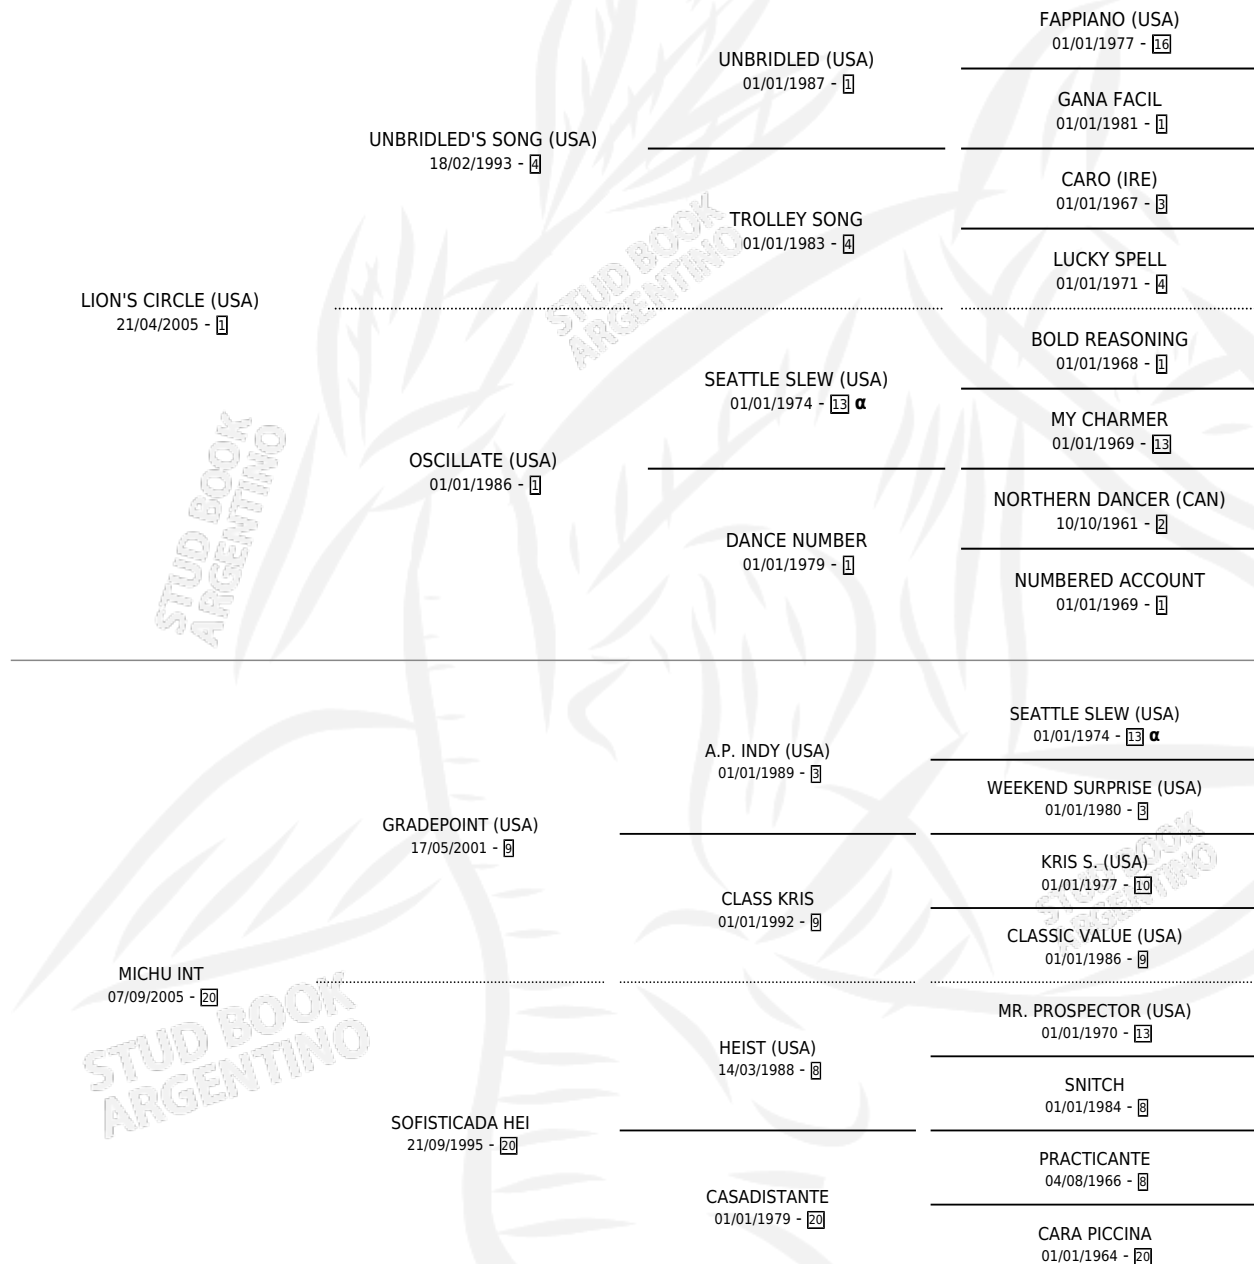 FAPPIANO (USA)
01/01/1977 - 16
UNBRIDLED (USA)
01/01/1987 - 1
GANA FACIL
01/01/1981 - 1
UNBRIDLED'S SONG (USA)
18/02/1993 - 4
CARO (IRE)
01/01/1967 - 3
TROLLEY SONG
01/01/1983 - 4
LUCKY SPELL
01/01/1971 - 4
LION'S CIRCLE (USA)
21/04/2005 - 1
BOLD REASONING
01/01/1968 - 1
SEATTLE SLEW (USA)
01/01/1974 - 13 α
MY CHARMER
01/01/1969 - 13
OSCILLATE (USA)
01/01/1986 - 1
NORTHERN DANCER (CAN)
10/10/1961 - 2
DANCE NUMBER
01/01/1979 - 1
NUMBERED ACCOUNT
01/01/1969 - 1
STUD BOOK
ARGENTINO
STUD BOOK
ARGENTINO
SEATTLE SLEW (USA)
01/01/1974 - 13 α
A.P. INDY (USA)
01/01/1989 - 3
WEEKEND SURPRISE (USA)
01/01/1980 - 3
GRADEPOINT (USA)
17/05/2001 - 9
KRIS S. (USA)
01/01/1977 - 10
CLASS KRIS
01/01/1992 - 9
CLASSIC VALUE (USA)
01/01/1986 - 9
MICHU INT
07/09/2005 - 20
MR. PROSPECTOR (USA)
01/01/1970 - 13
HEIST (USA)
14/03/1988 - 8
SNITCH
01/01/1984 - 8
SOFISTICADA HEI
21/09/1995 - 20
PRACTICANTE
04/08/1966 - 8
CASADISTANTE
01/01/1979 - 20
CARA PICCINA
01/01/1964 - 20
STUD BOOK
ARGENTINO
STUD BOOK
ARGENTINO